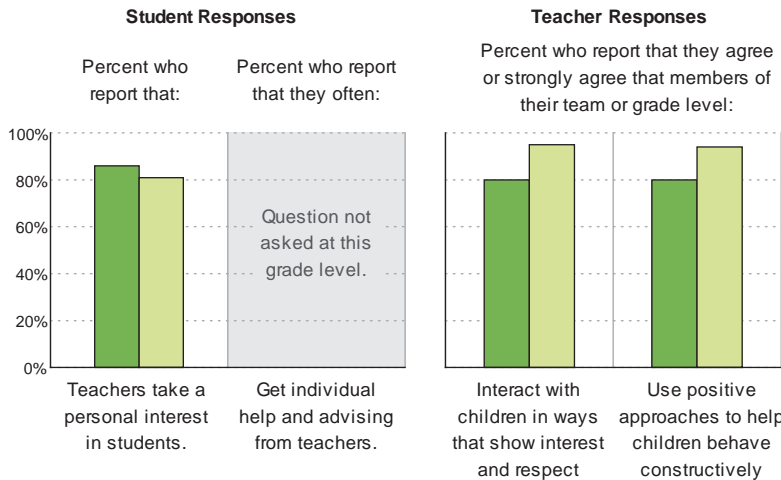 Student Responses
Teacher Responses
Percent who
report that:
Percent who report
that they often:
Percent who report that they agree
or strongly agree that members of
their team or grade level:
100%
80%
60%
40%
20%
0%
Question not
asked at this
grade level.
Teachers take a
personal interest
in students.
Get individual
help and advising
from teachers.
Interact with
children in ways
that show interest
and respect
Use positive
approaches to help
children behave
constructively